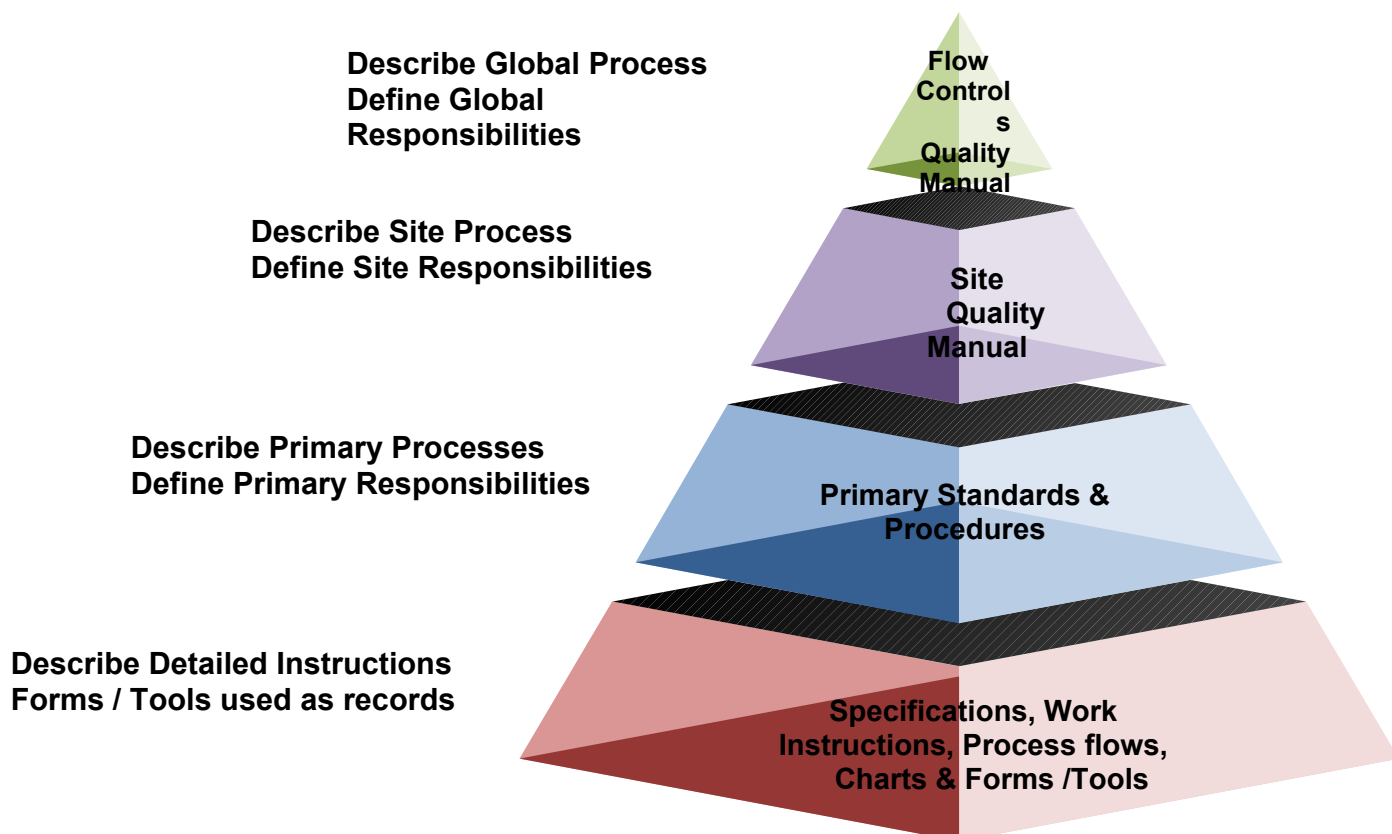 Describe Global Process
Define Global
Responsibilities
Flow
Control
s
Quality
Manual
Describe Site Process
Define Site Responsibilities
Site
Quality
Manual
Describe Primary Processes
Define Primary Responsibilities
Primary Standards &
Procedures
Describe Detailed Instructions
Forms / Tools used as records
Specifications, Work
Instructions, Process flows,
Charts & Forms /Tools